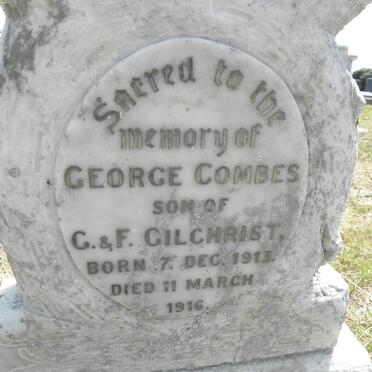 Sacred to the
memory of
GEORGE COMBES
SON OF
G. & F. GILCHRIST,
BORN 7. DEC. 1913.
DIED 11 MARCH
1916.